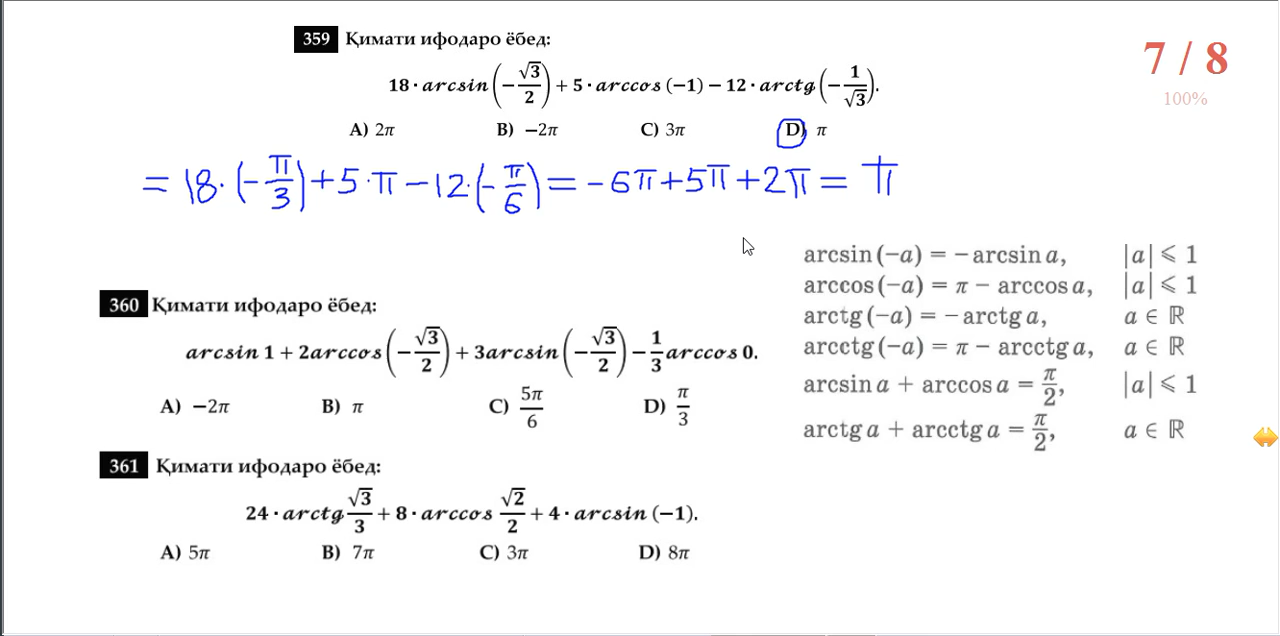 7 / 8
100%
359 Қимати ифодаро ёбед:
18 · arcsin(−√3/2) + 5 · arccos (−1) − 12 · arctg(−1/√3).
A) 2π B) −2π C) 3π D) π
= 18·(−π/3)+5·π−12·(−π/6)=−6π+5π+2π=π
arcsin(−a) = −arcsin a, |a| ⩽ 1
arccos(−a) = π − arccos a, |a| ⩽ 1
arctg(−a) = −arctg a, a ∈ ℝ
arcctg(−a) = π − arcctg a, a ∈ ℝ
arcsin a + arccos a = π/2, |a| ⩽ 1
arctg a + arcctg a = π/2, a ∈ ℝ
360 Қимати ифодаро ёбед:
arcsin 1 + 2arccos(−√3/2) + 3arcsin(−√3/2) − 1/3 arccos 0.
A) −2π B) π C) 5π/6 D) π/3
361 Қимати ифодаро ёбед:
24 · arctg √3/3 + 8 · arccos √2/2 + 4 · arcsin (−1).
A) 5π B) 7π C) 3π D) 8π